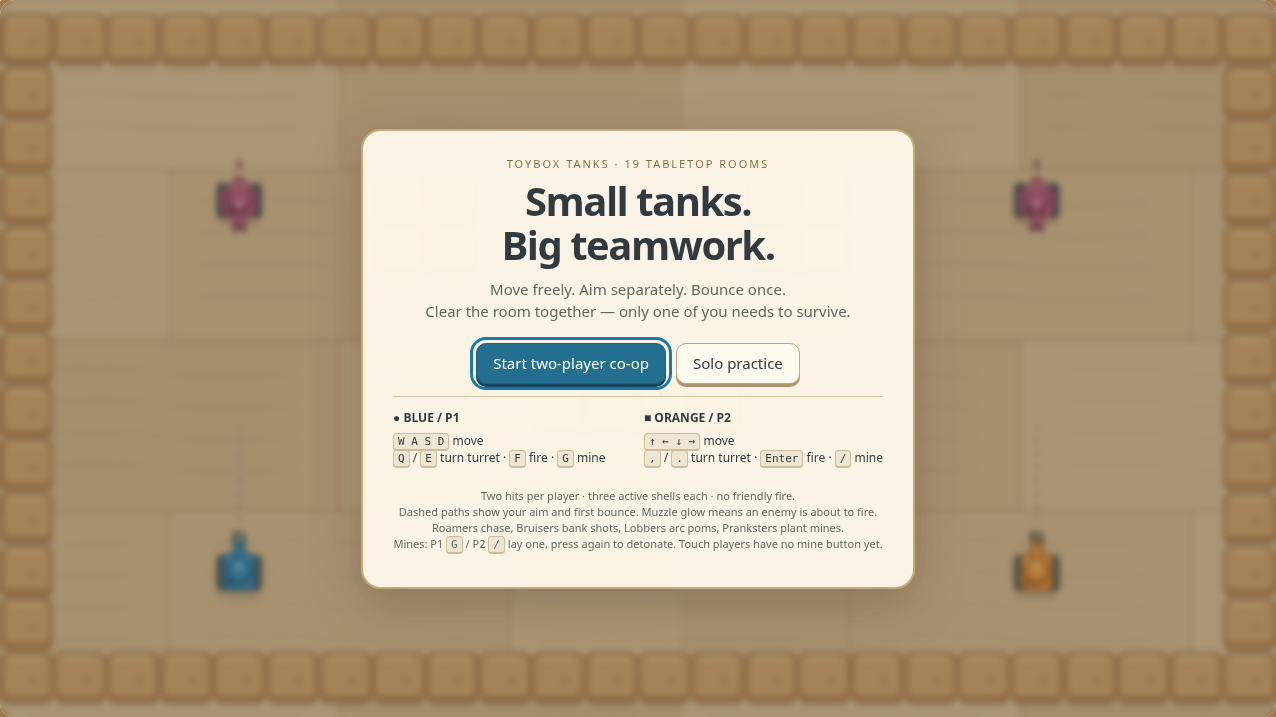 TOYBOX TANKS · 19 TABLETOP ROOMS
Small tanks.
Big teamwork.
Move freely. Aim separately. Bounce once.
Clear the room together — only one of you needs to survive.
Start two-player co-op
Solo practice
● BLUE / P1
W A S D move
Q / E turn turret · F fire · G mine
■ ORANGE / P2
↑ ← ↓ → move
, / . turn turret · Enter fire · / mine
Two hits per player · three active shells each · no friendly fire.
Dashed paths show your aim and first bounce. Muzzle glow means an enemy is about to fire.
Roamers chase, Bruisers bank shots, Lobbers arc poms, Pranksters plant mines.
Mines: P1 G / P2 / lay one, press again to detonate. Touch players have no mine button yet.